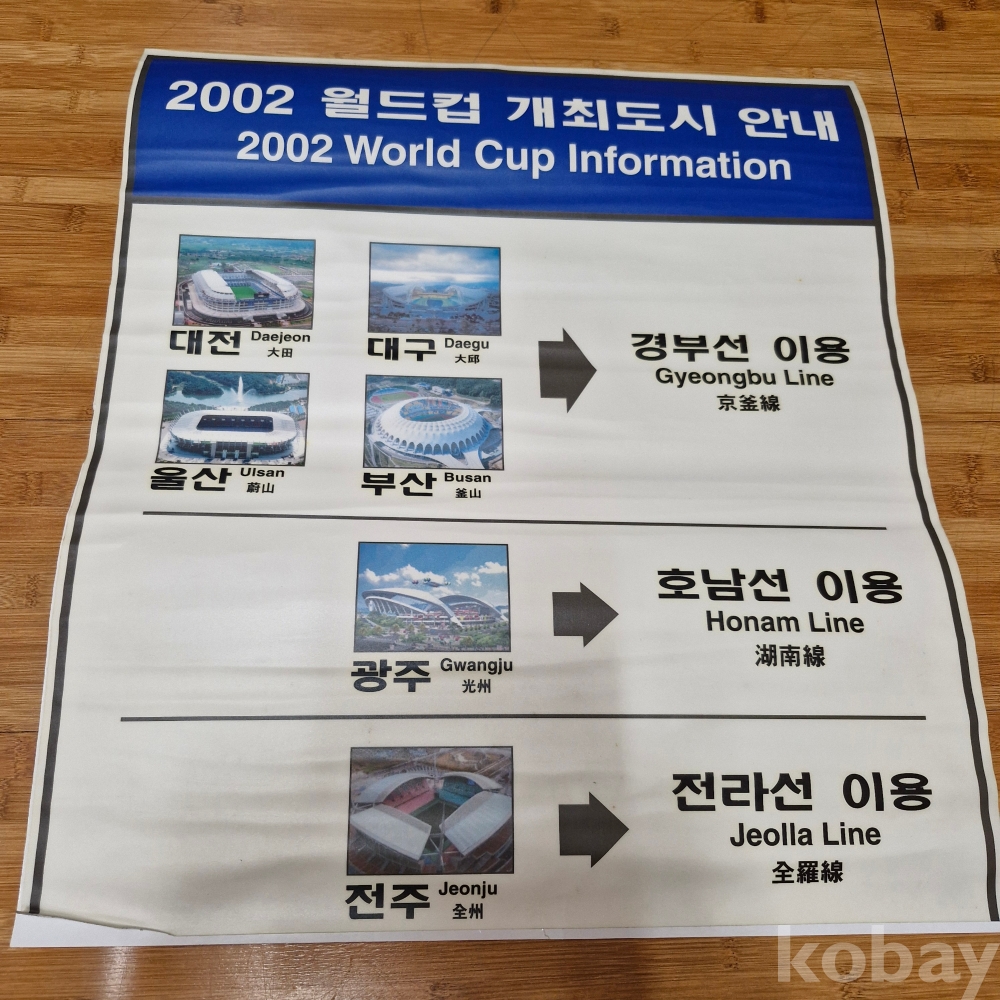 2002 월드컵 개최도시 안내
2002 World Cup Information
대전 Daejeon
大田
대구 Daegu
大邱
울산 Ulsan
蔚山
부산 Busan
釜山
경부선 이용
Gyeongbu Line
京釜線
광주 Gwangju
光州
호남선 이용
Honam Line
湖南線
전주 Jeonju
全州
전라선 이용
Jeolla Line
全羅線
kobay